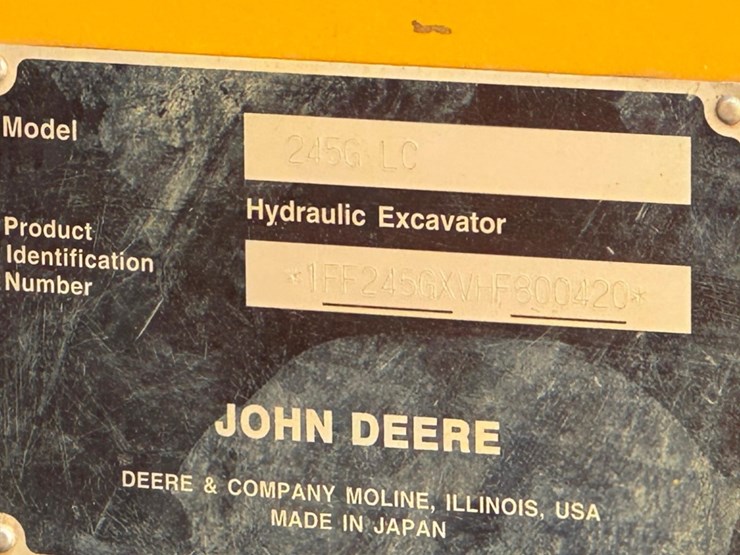 Model
245G LC
Hydraulic Excavator
Product
Identification
Number
*1FF245GXVHF800420*
JOHN DEERE
DEERE & COMPANY MOLINE, ILLINOIS, USA
MADE IN JAPAN